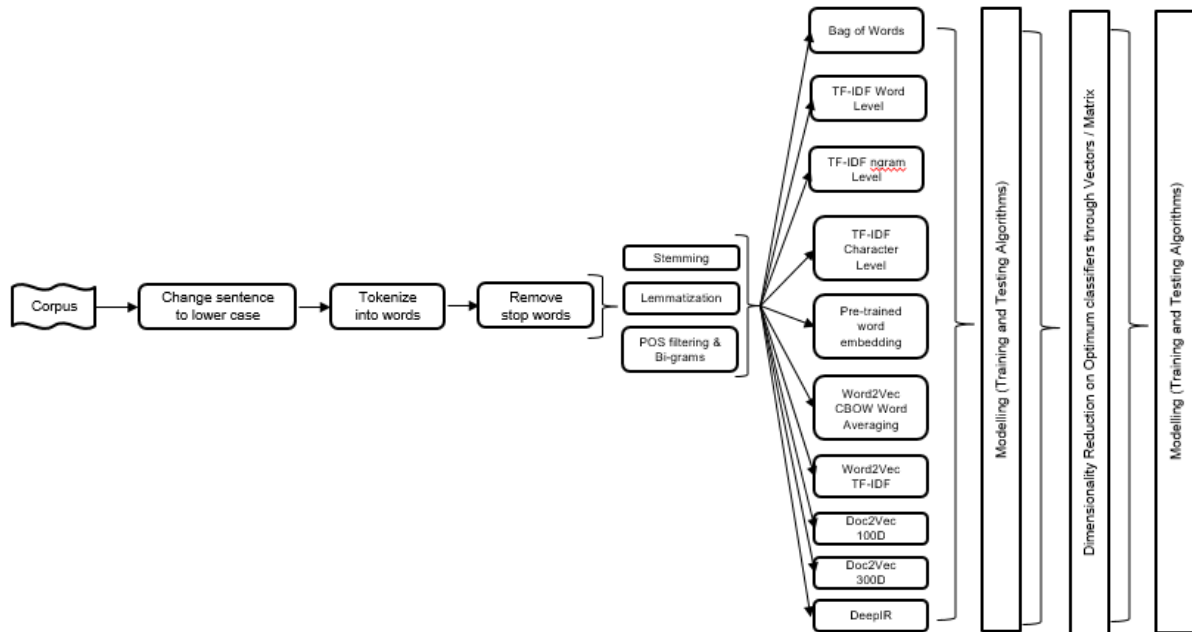 Corpus
Change sentence
to lower case
Tokenize
into words
Remove
stop words
Stemming
Lemmatization
POS filtering &
Bi-grams
Bag of Words
TF-IDF Word
Level
TF-IDF ngram
Level
TF-IDF
Character
Level
Pre-trained
word
embedding
Word2Vec
CBOW Word
Averaging
Word2Vec
TF-IDF
Doc2Vec
100D
Doc2Vec
300D
DeepIR
Modelling (Training and Testing Algorithms)
Dimensionality Reduction on Optimum classifiers through Vectors / Matrix
Modelling (Training and Testing Algorithms)